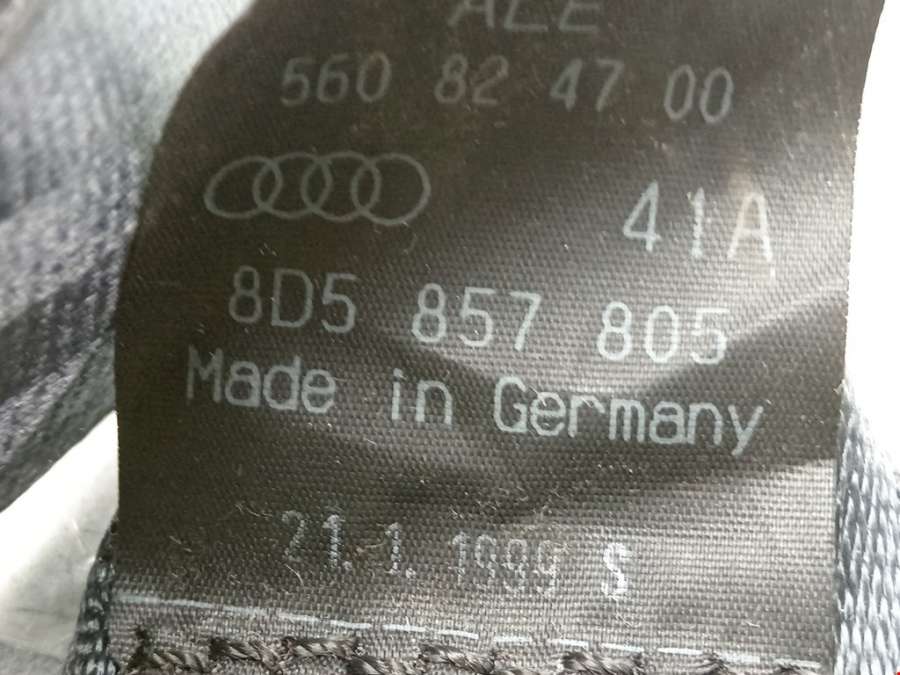 560 82 47 00
41A
8D5 857 805
Made in Germany
21. 1. 1999 S